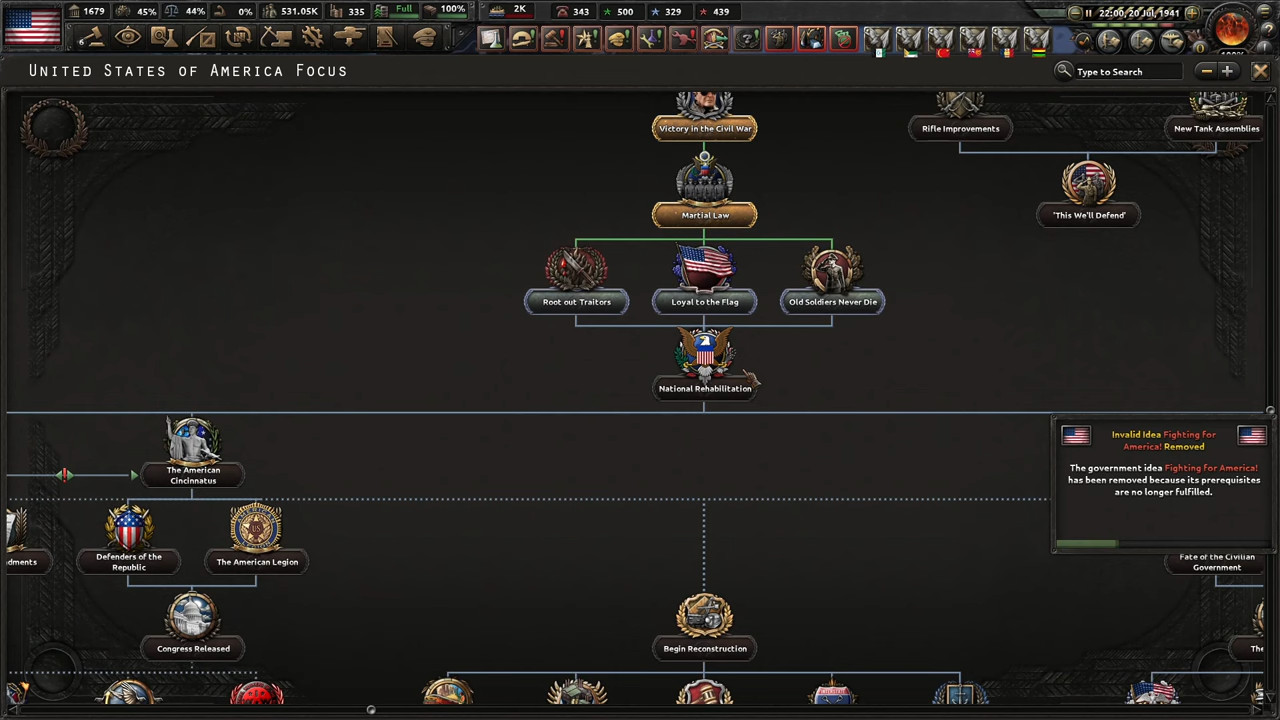 1679
45%
44%
0%
531.05K
335
Full
100%
2K
343
500
329
439
22:00, 20 Jul, 1941
United States of America Focus
Type to Search
Victory in the Civil War
Rifle Improvements
New Tank Assemblies
Martial Law
'This We'll Defend'
Root out Traitors
Loyal to the Flag
Old Soldiers Never Die
National Rehabilitation
Invalid Idea Fighting for
America! Removed
The government idea Fighting for America!
has been removed because its prerequisites
are no longer fulfilled.
The American
Cincinnatus
dments
Defenders of the
Republic
The American Legion
Fate of the Civilian
Government
Congress Released
Begin Reconstruction
The